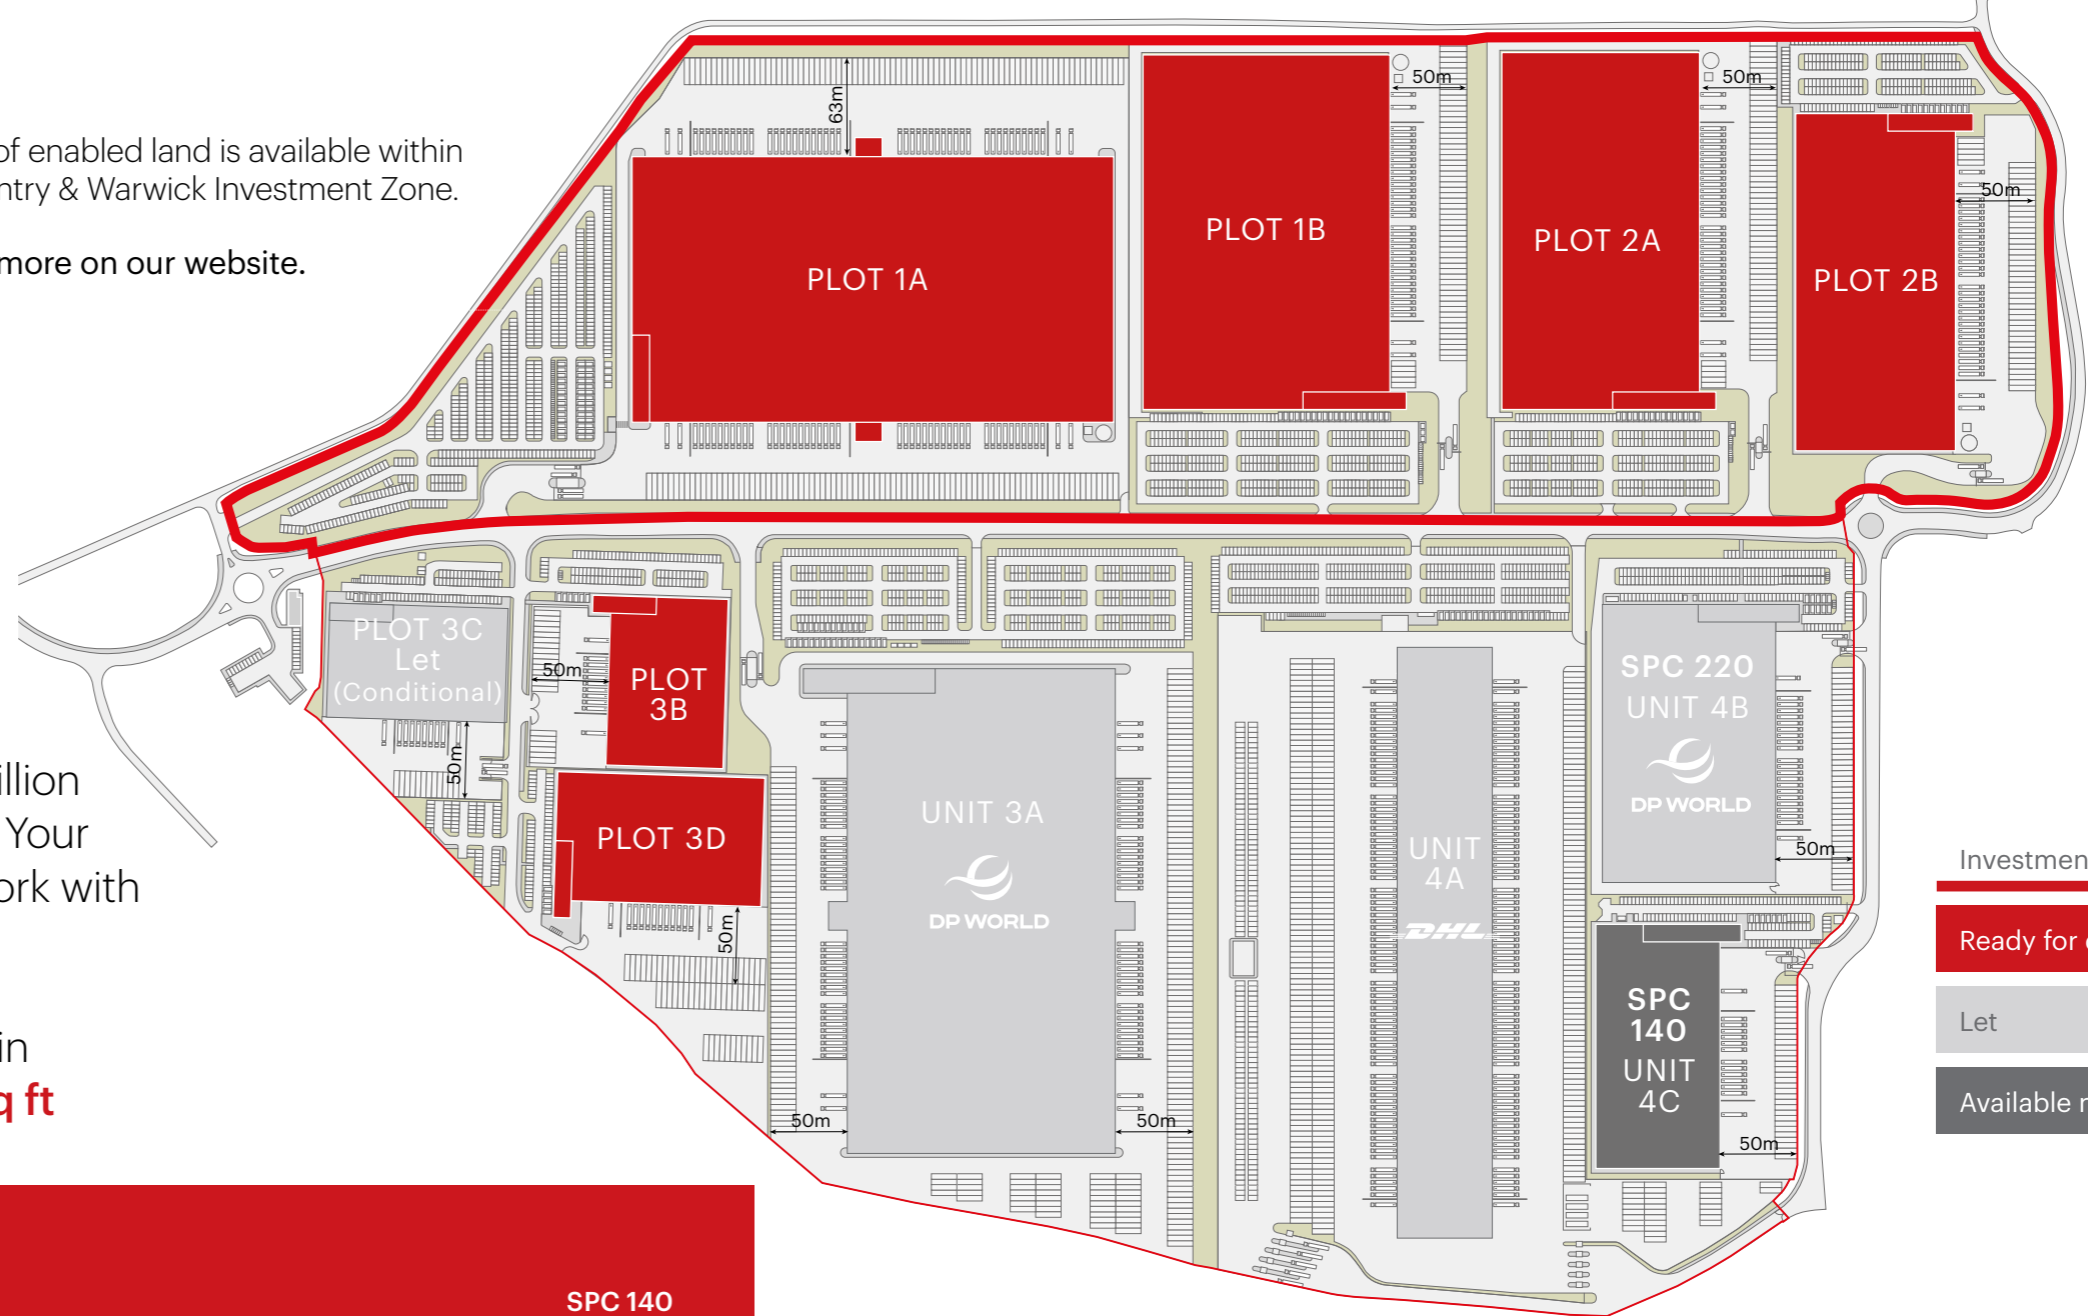 of enabled land is available within
ntry & Warwick Investment Zone.
more on our website.
63m
50m
50m
50m
PLOT 1A
PLOT 1B
PLOT 2A
PLOT 2B
PLOT 3C
Let
(Conditional)
50m
50m
PLOT
3B
PLOT 3D
50m
UNIT 3A
DP WORLD
50m
50m
UNIT
4A
DHL
SPC 220
UNIT 4B
DP WORLD
50m
SPC
140
UNIT
4C
50m
illion
Your
ork with
in
q ft
SPC 140
Investmen
Ready for
Let
Available